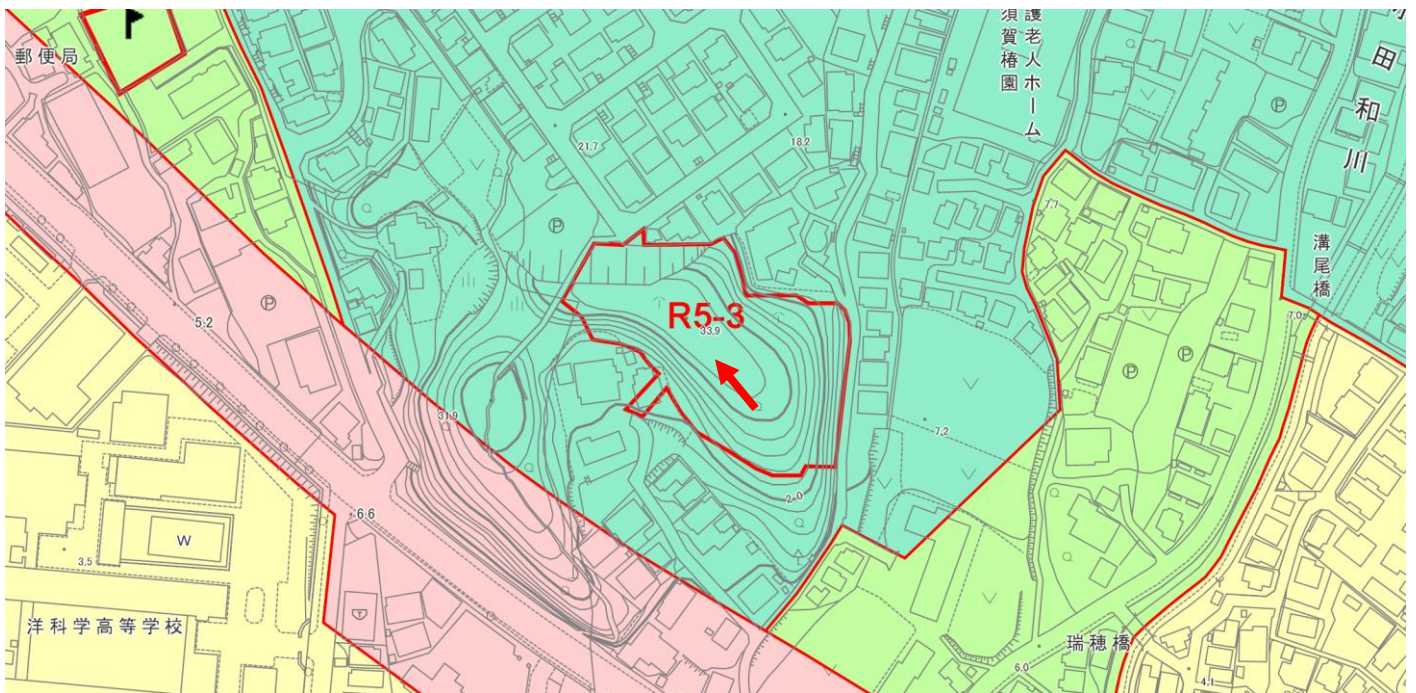 郵便局
護老人ホーム
須賀椿園
田和川
21.7
18.2
P
P
7.7
溝尾橋
7.0
P
5.2
R5-3
33.9
P
P
31.9
7.2
2.0
6.6
W
3.5
T
洋科学高等学校
瑞穂橋
6.0
4.1